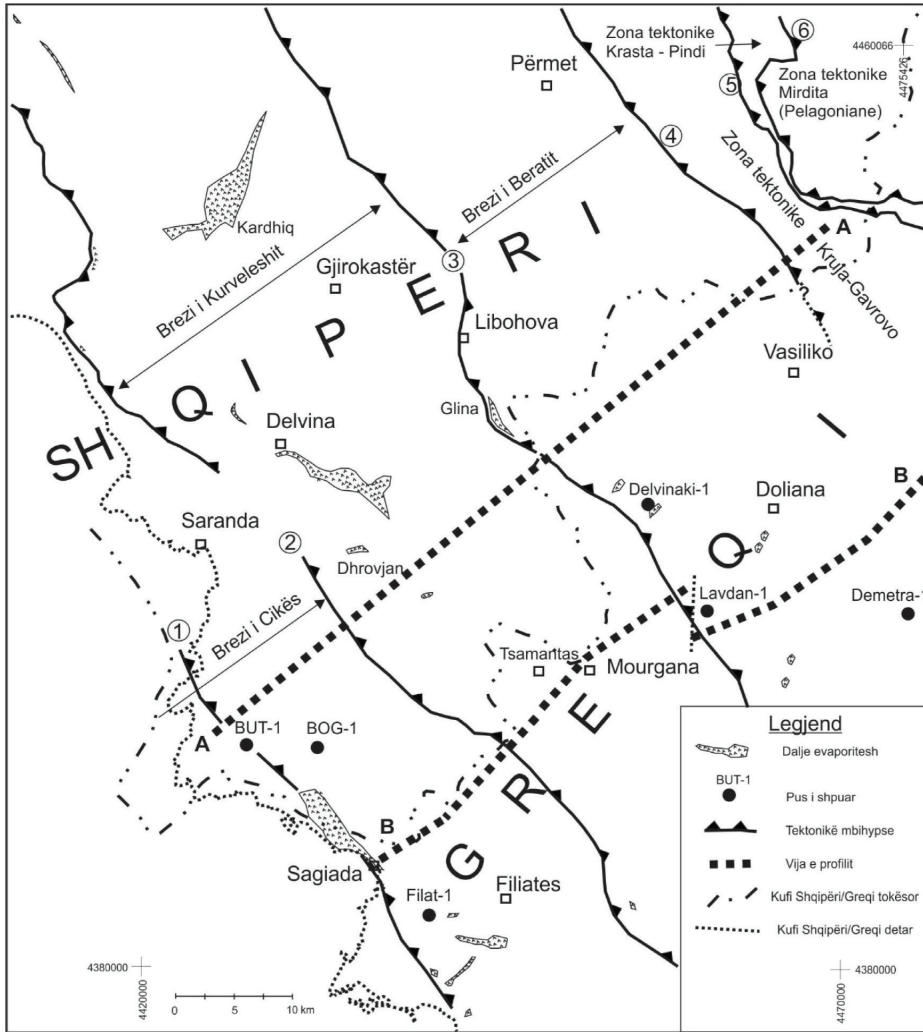 Zona tektonike
Krasta - Pindi
6
4460066
4475426
Përmet
5
Zona tektonike
Mirdita
(Pelagoniane)
4
Zona tektonike
Kruja-Gavrovo
Brezi i Beratit
Kardhiq
Brezi i Kurveleshit
A
3
Gjirokastër
SHQIPERI
?
Libohova
Vasiliko
Glina
Delvina
B
Delvinaki-1
Doliana
Saranda
2
Dhrovjan
Lavdan-1
Demetra-1
Brezi i Cikës
1
Tsamantas
Mourgana
A
BUT-1
BOG-1
GREQI
B
Sagiada
Filat-1
Filiates
Legjend
Dalje evaporitesh
BUT-1
Pus i shpuar
Tektonikë mbihypse
Vija e profilit
Kufi Shqipëri/Greqi tokësor
Kufi Shqipëri/Greqi detar
4380000
4420000
0 5 10 km
4380000
4470000